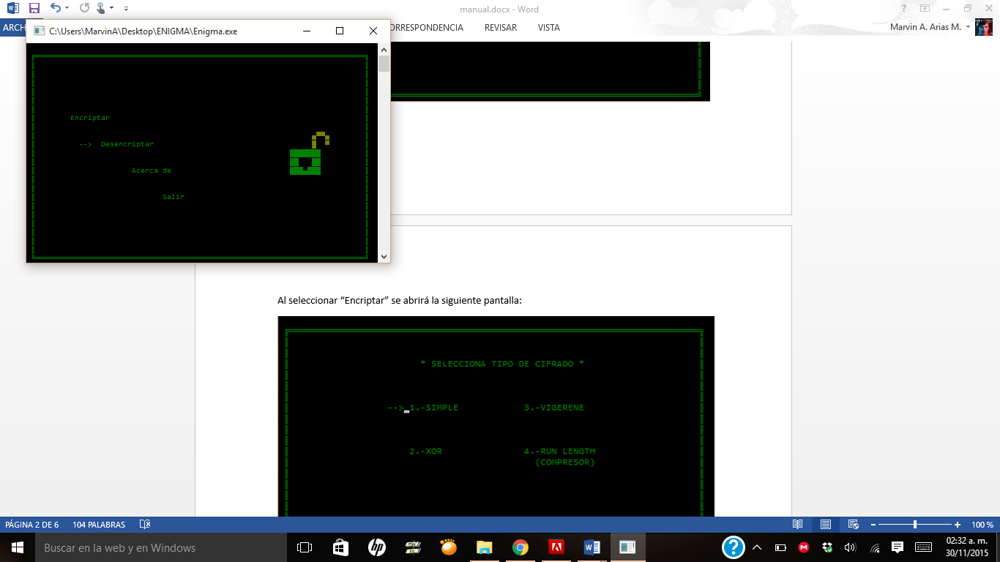 manual.docx - Word
C:\Users\MarvinA\Desktop\ENIGMA\Enigma.exe
ARCH
ORRESPONDENCIA REVISAR VISTA
Marvin A. Arias M.
Encriptar
--> Desencriptar
Acerca de
Salir
Al seleccionar “Encriptar” se abrirá la siguiente pantalla:
* SELECCIONA TIPO DE CIFRADO *
-->_1.-SIMPLE 3.-VIGERENE
2.-XOR 4.-RUN LENGTH
(COMPRESOR)
PÁGINA 2 DE 6 104 PALABRAS
100 %
Buscar en la web y en Windows
02:32 a. m.
30/11/2015